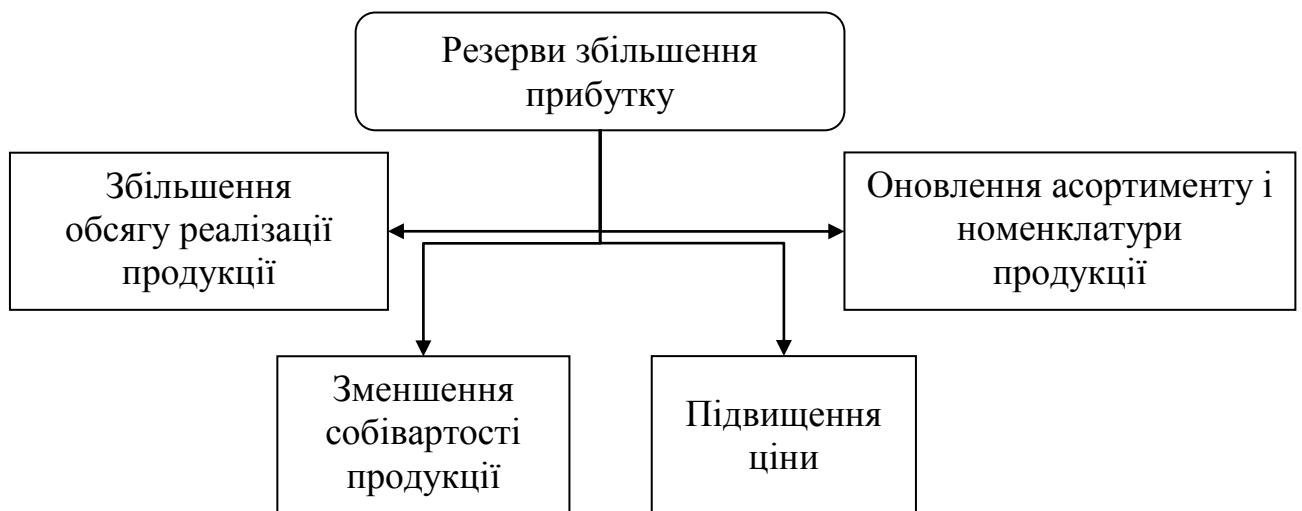 Резерви збільшення
прибутку
Збільшення
обсягу реалізації
продукції
Оновлення асортименту і
номенклатури
продукції
Зменшення
собівартості
продукції
Підвищення
ціни